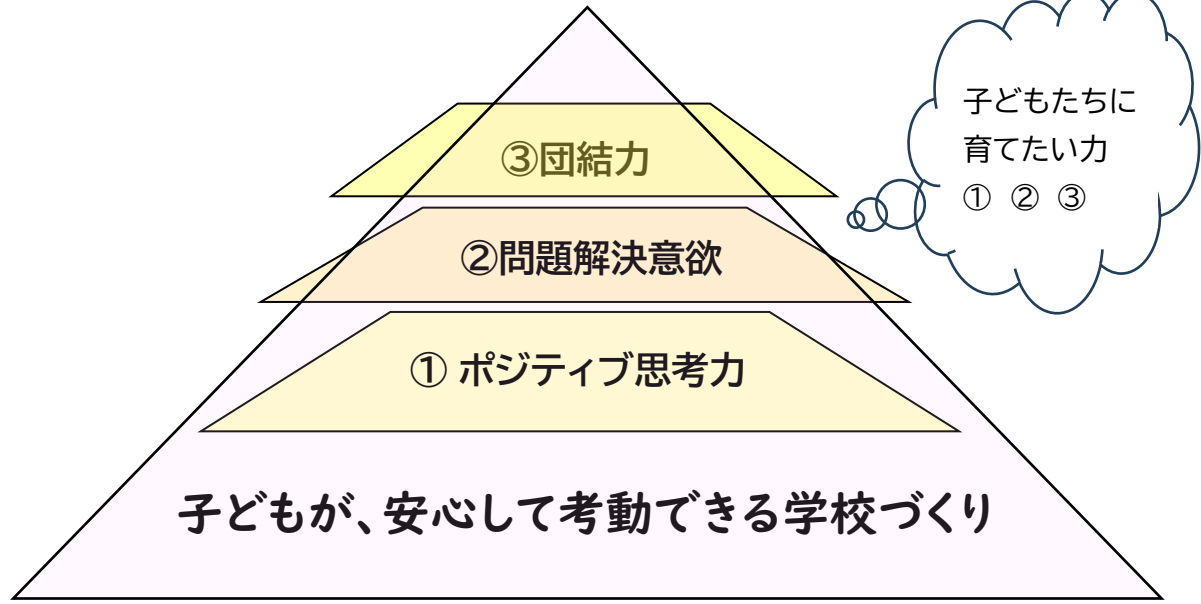 子どもたちに
育てたい力
① ② ③
③団結力
②問題解決意欲
① ポジティブ思考力
子どもが、安心して考動できる学校づくり